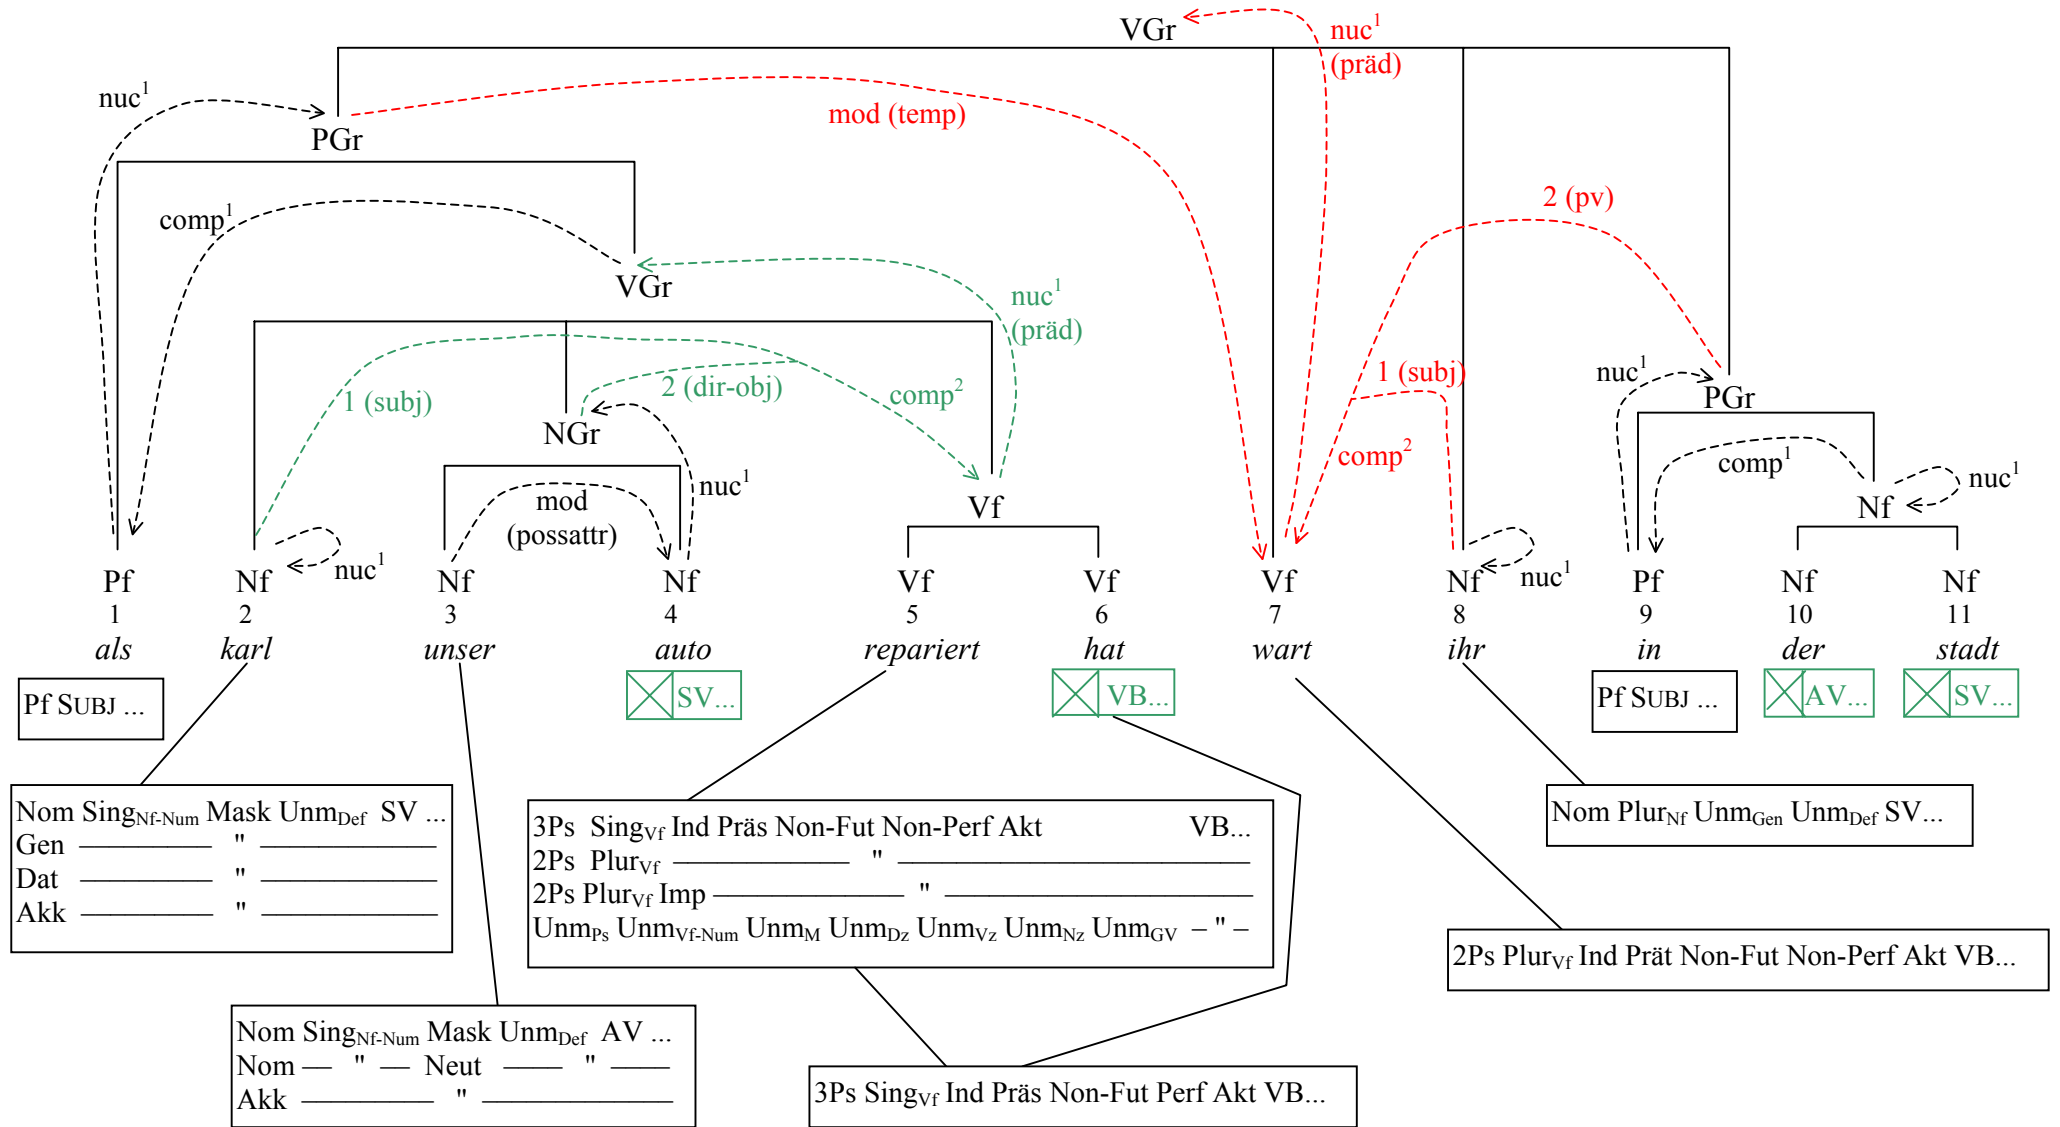 VGr
nuc1
(präd)
nuc1
PGr
mod (temp)
comp1
2 (pv)
VGr
nuc1
(präd)
1 (subj)
2 (dir-obj)
comp2
1 (subj)
nuc1
PGr
NGr
comp2
comp1
nuc1
nuc1
mod
(possattr)
Vf
Nf
nuc1
nuc1
Pf Nf Nf Nf Vf Vf Vf Nf Pf Nf Nf
1 2 3 4 5 6 7 8 9 10 11
als karl unser auto repariert hat wart ihr in der stadt
Pf SUBJ ...
SV...
VB...
Pf SUBJ ...
AV...
SV...
Nom SingNf-Num Mask UnmDef SV ...
Gen ——— " ———
Dat ——— " ———
Akk ——— " ———
3Ps SingVf Ind Präs Non-Fut Non-Perf Akt VB...
2Ps PlurVf ——— " ———
2Ps PlurVf Imp ——— " ———
UnmPs UnmVf-Num UnmM UnmDz UnmVz UnmNz UnmGV – " –
Nom PlurNf UnmGen UnmDef SV...
2Ps PlurVf Ind Prät Non-Fut Non-Perf Akt VB...
Nom SingNf-Num Mask UnmDef AV ...
Nom — " — Neut —— " ——
Akk ——— " ———
3Ps SingVf Ind Präs Non-Fut Perf Akt VB...